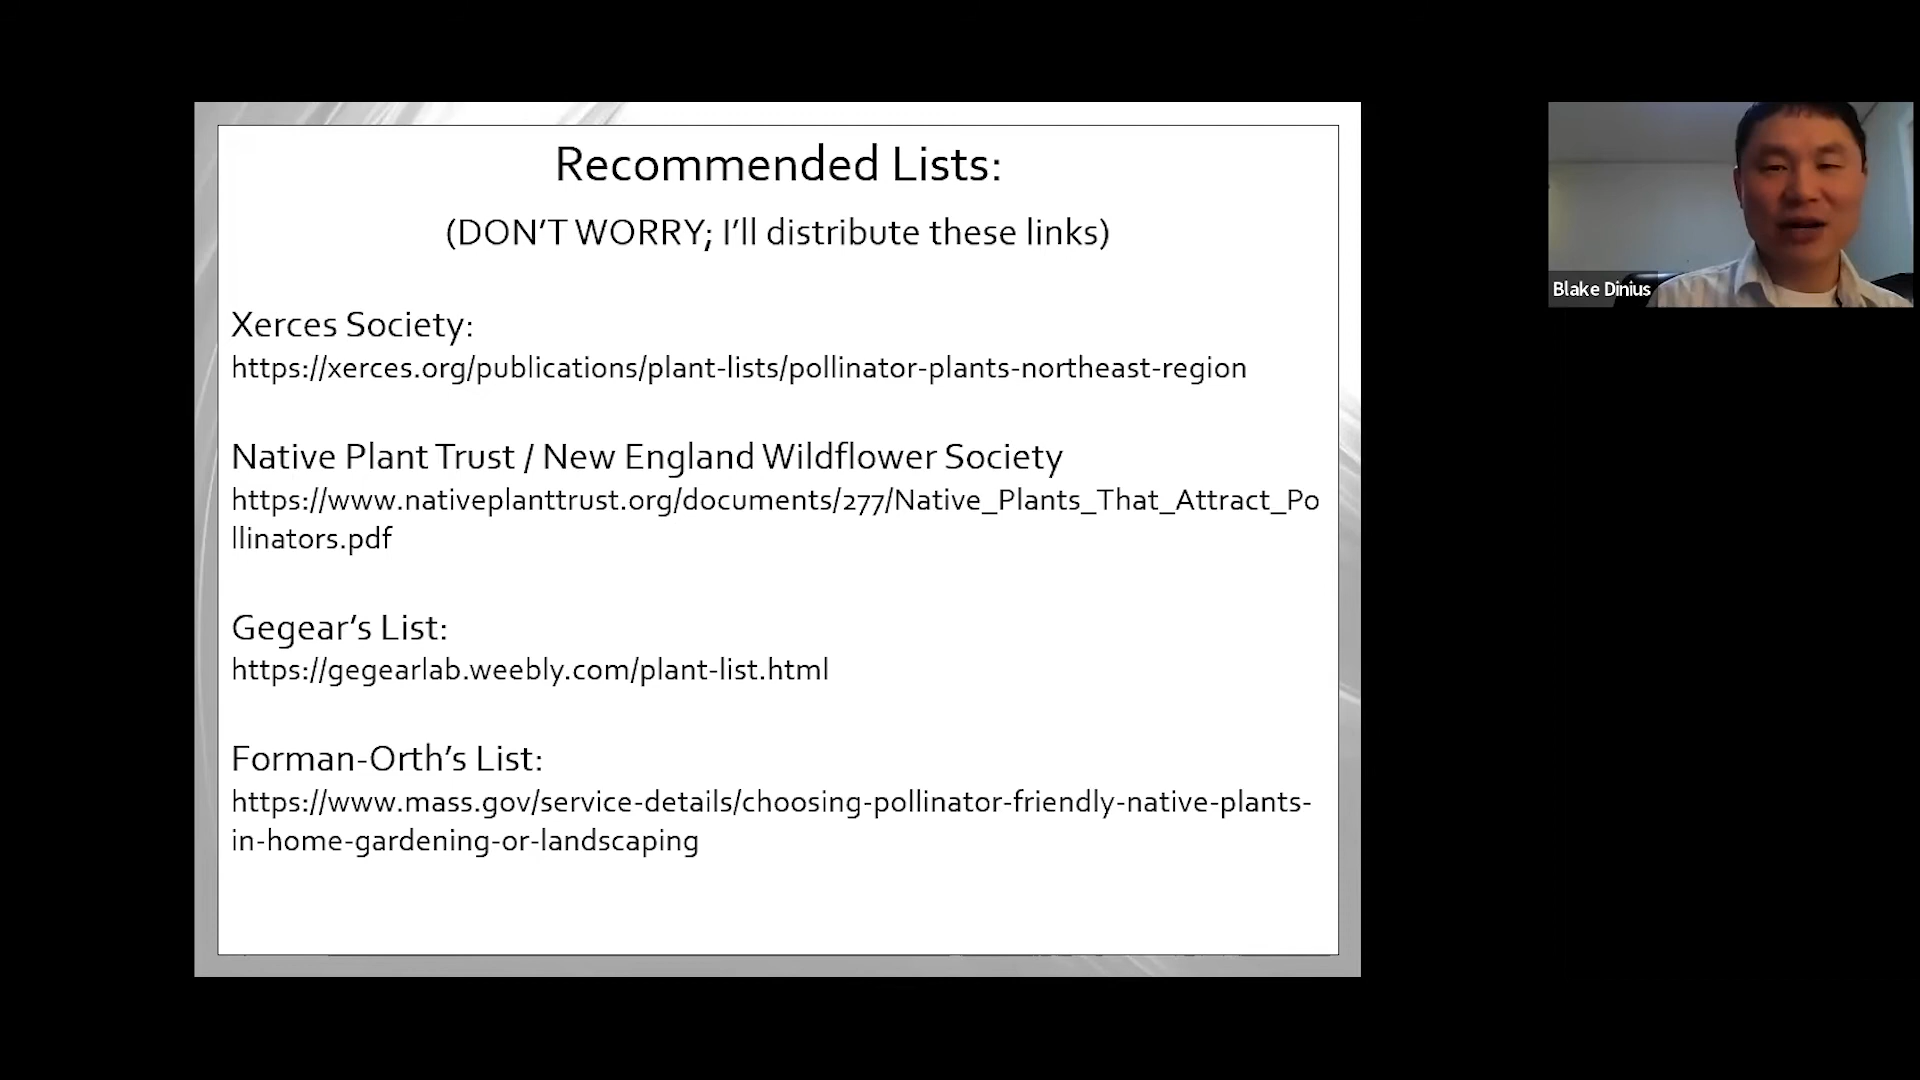 Recommended Lists:
(DON'T WORRY; I'll distribute these links)
Xerces Society:
https://xerces.org/publications/plant-lists/pollinator-plants-northeast-region
Native Plant Trust / New England Wildflower Society
https://www.nativeplanttrust.org/documents/277/Native_Plants_That_Attract_Po
llinators.pdf
Gegear's List:
https://gegearlab.weebly.com/plant-list.html
Forman-Orth's List:
https://www.mass.gov/service-details/choosing-pollinator-friendly-native-plants-
in-home-gardening-or-landscaping
Blake Dinius